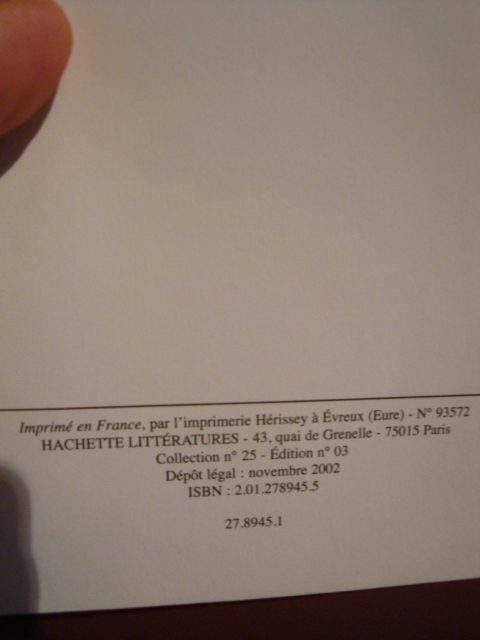 Imprimé en France, par l'imprimerie Hérissey à Évreux (Eure) - N° 93572
HACHETTE LITTÉRATURES - 43, quai de Grenelle - 75015 Paris
Collection n° 25 - Édition n° 03
Dépôt légal : novembre 2002
ISBN : 2.01.278945.5
27.8945.1